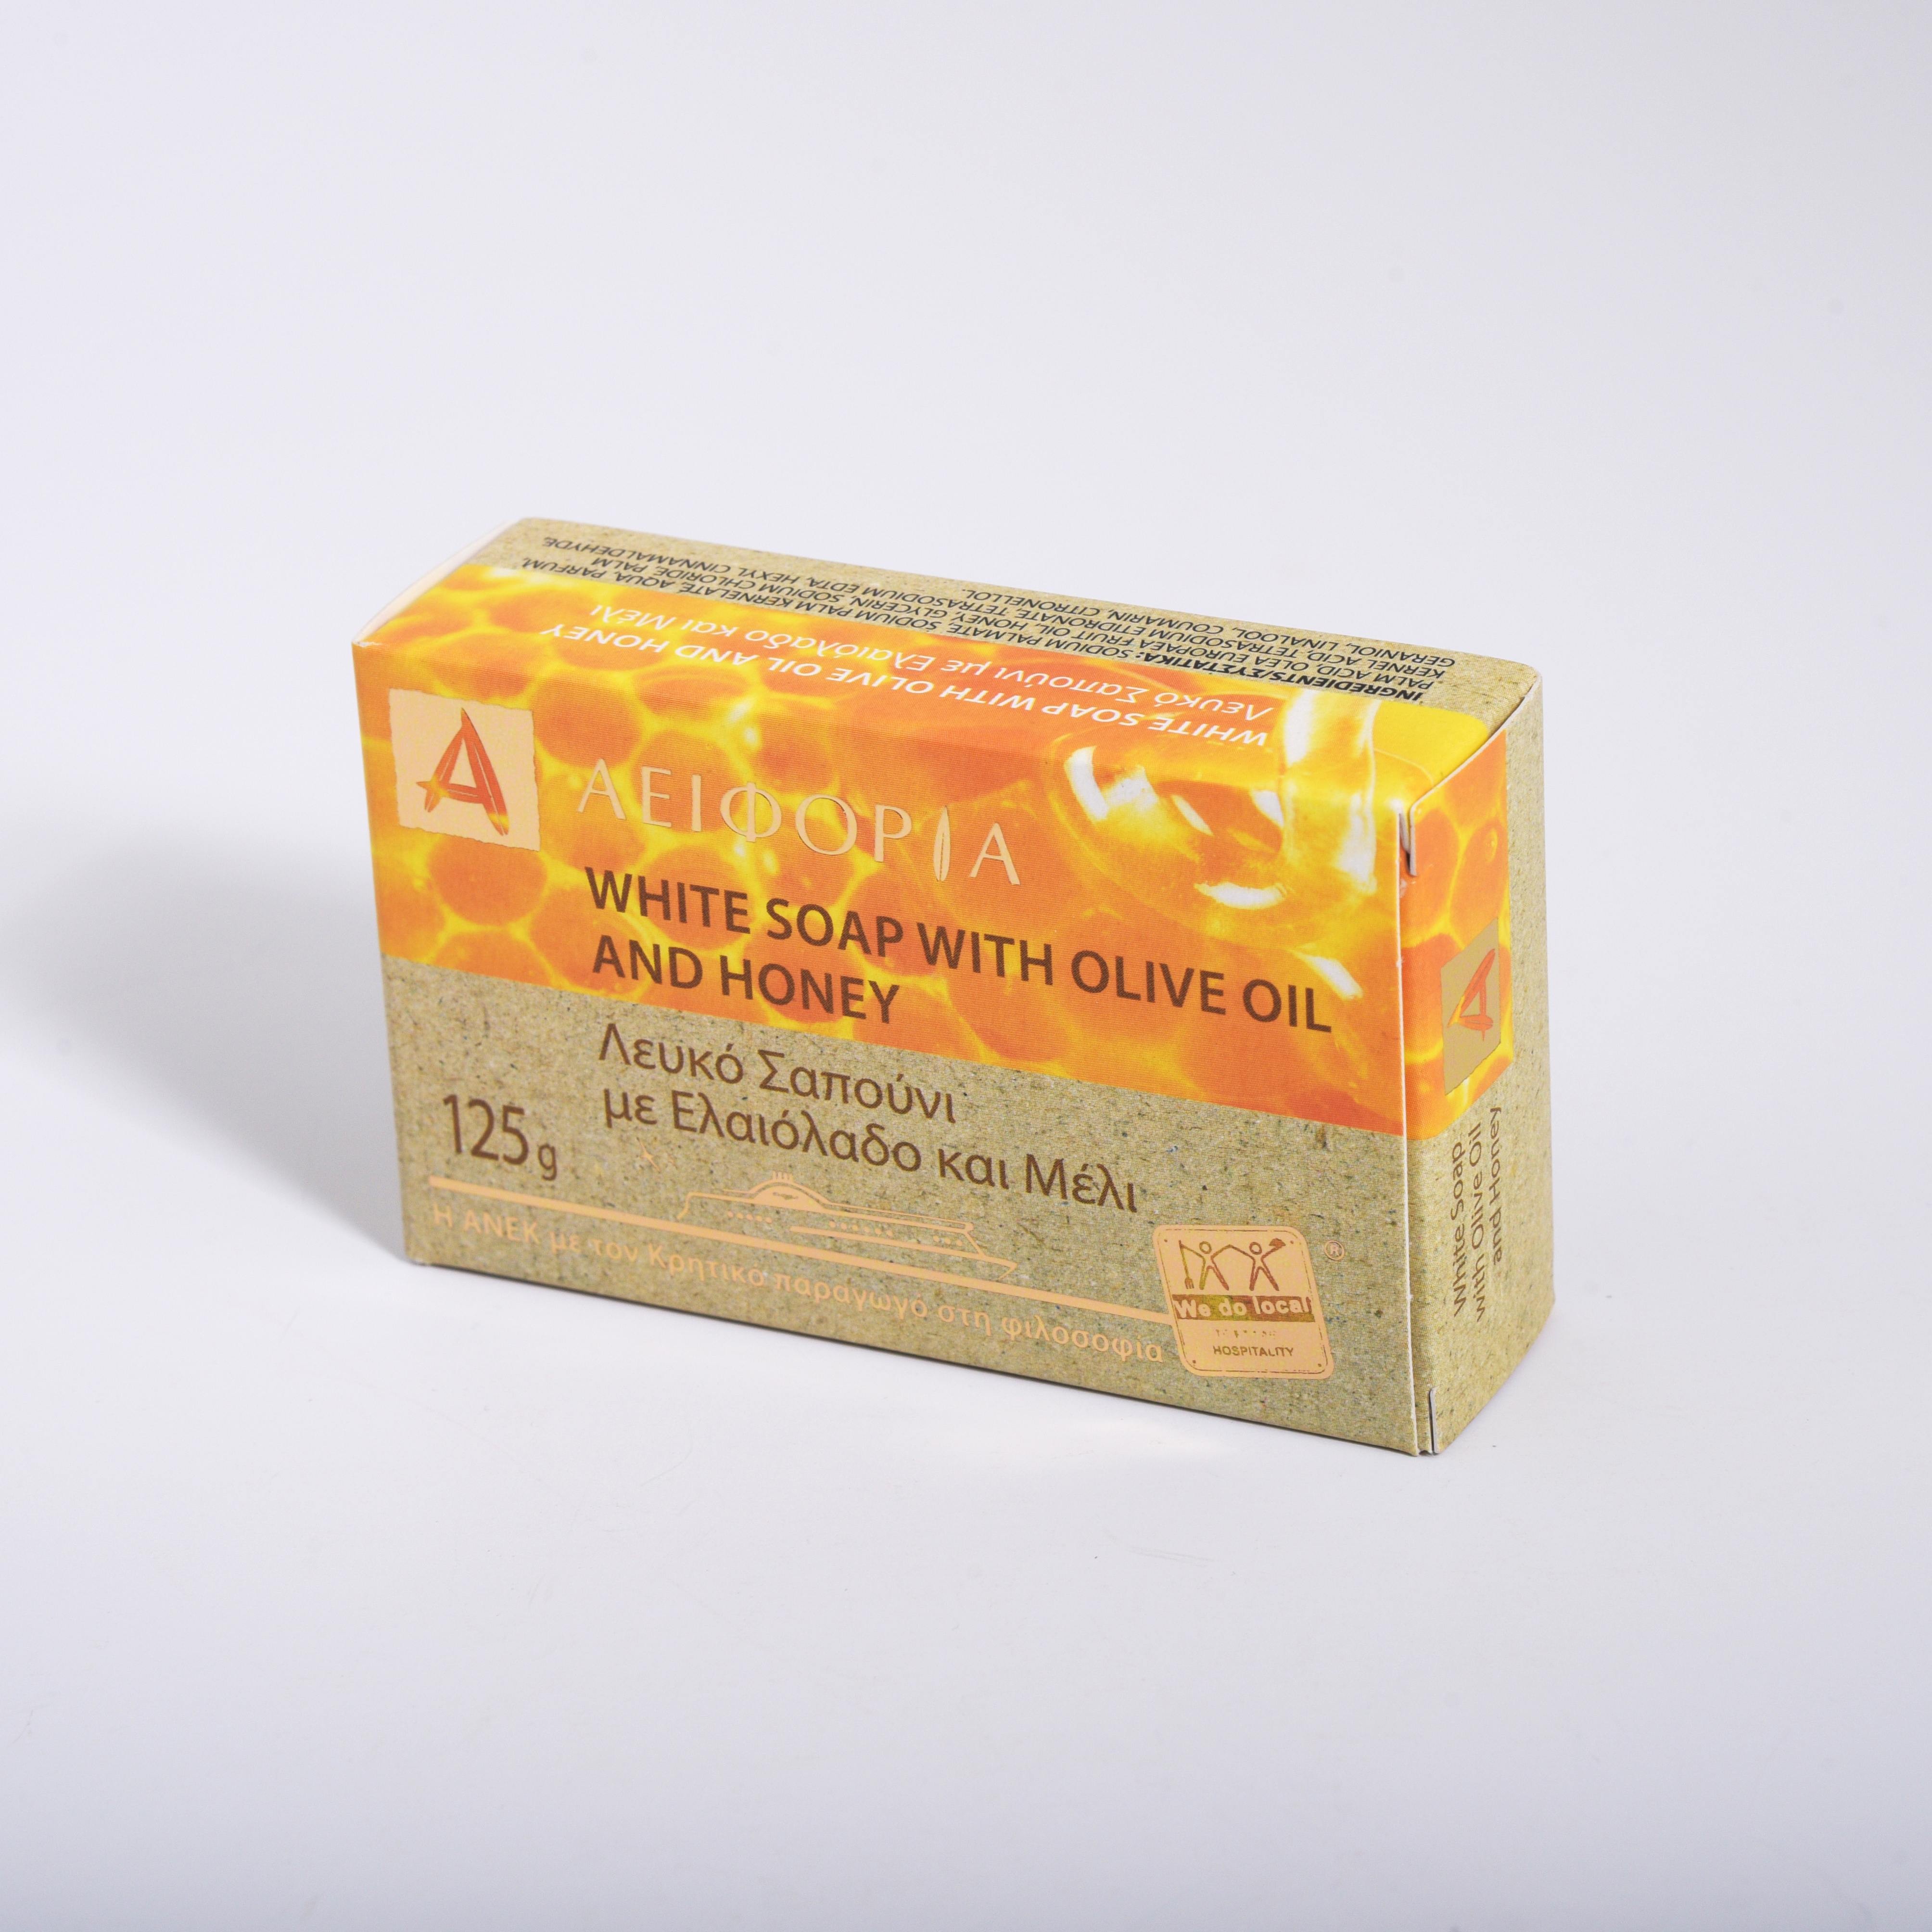 INGREDIENTS/ΣΥΣΤΑΤΙΚΑ: SODIUM PALMATE, SODIUM PALM KERNELATE, AQUA, PARFUM,
PALM ACID, OLEA EUROPAEA FRUIT OIL, HONEY, GLYCERIN, SODIUM CHLORIDE, PALM
KERNEL ACID, TETRASODIUM ETIDRONATE, TETRASODIUM EDTA, HEXYL CINNAMALDEHYDE,
GERANIOL, LINALOOL, COUMARIN, CITRONELLOL.
WHITE SOAP WITH OLIVE OIL AND HONEY
Λευκό Σαπούνι με Ελαιόλαδο και Μέλι
A
ΑΕΙΦΟΡΙΑ
WHITE SOAP WITH OLIVE OIL
AND HONEY
Λευκό Σαπούνι
με Ελαιόλαδο και Μέλι
125g
Η ΑΝΕΚ με τον Κρητικό παραγωγό στη φιλοσοφία
We do local
HOSPITALITY
®
A
White Soap
with Olive Oil
and Honey